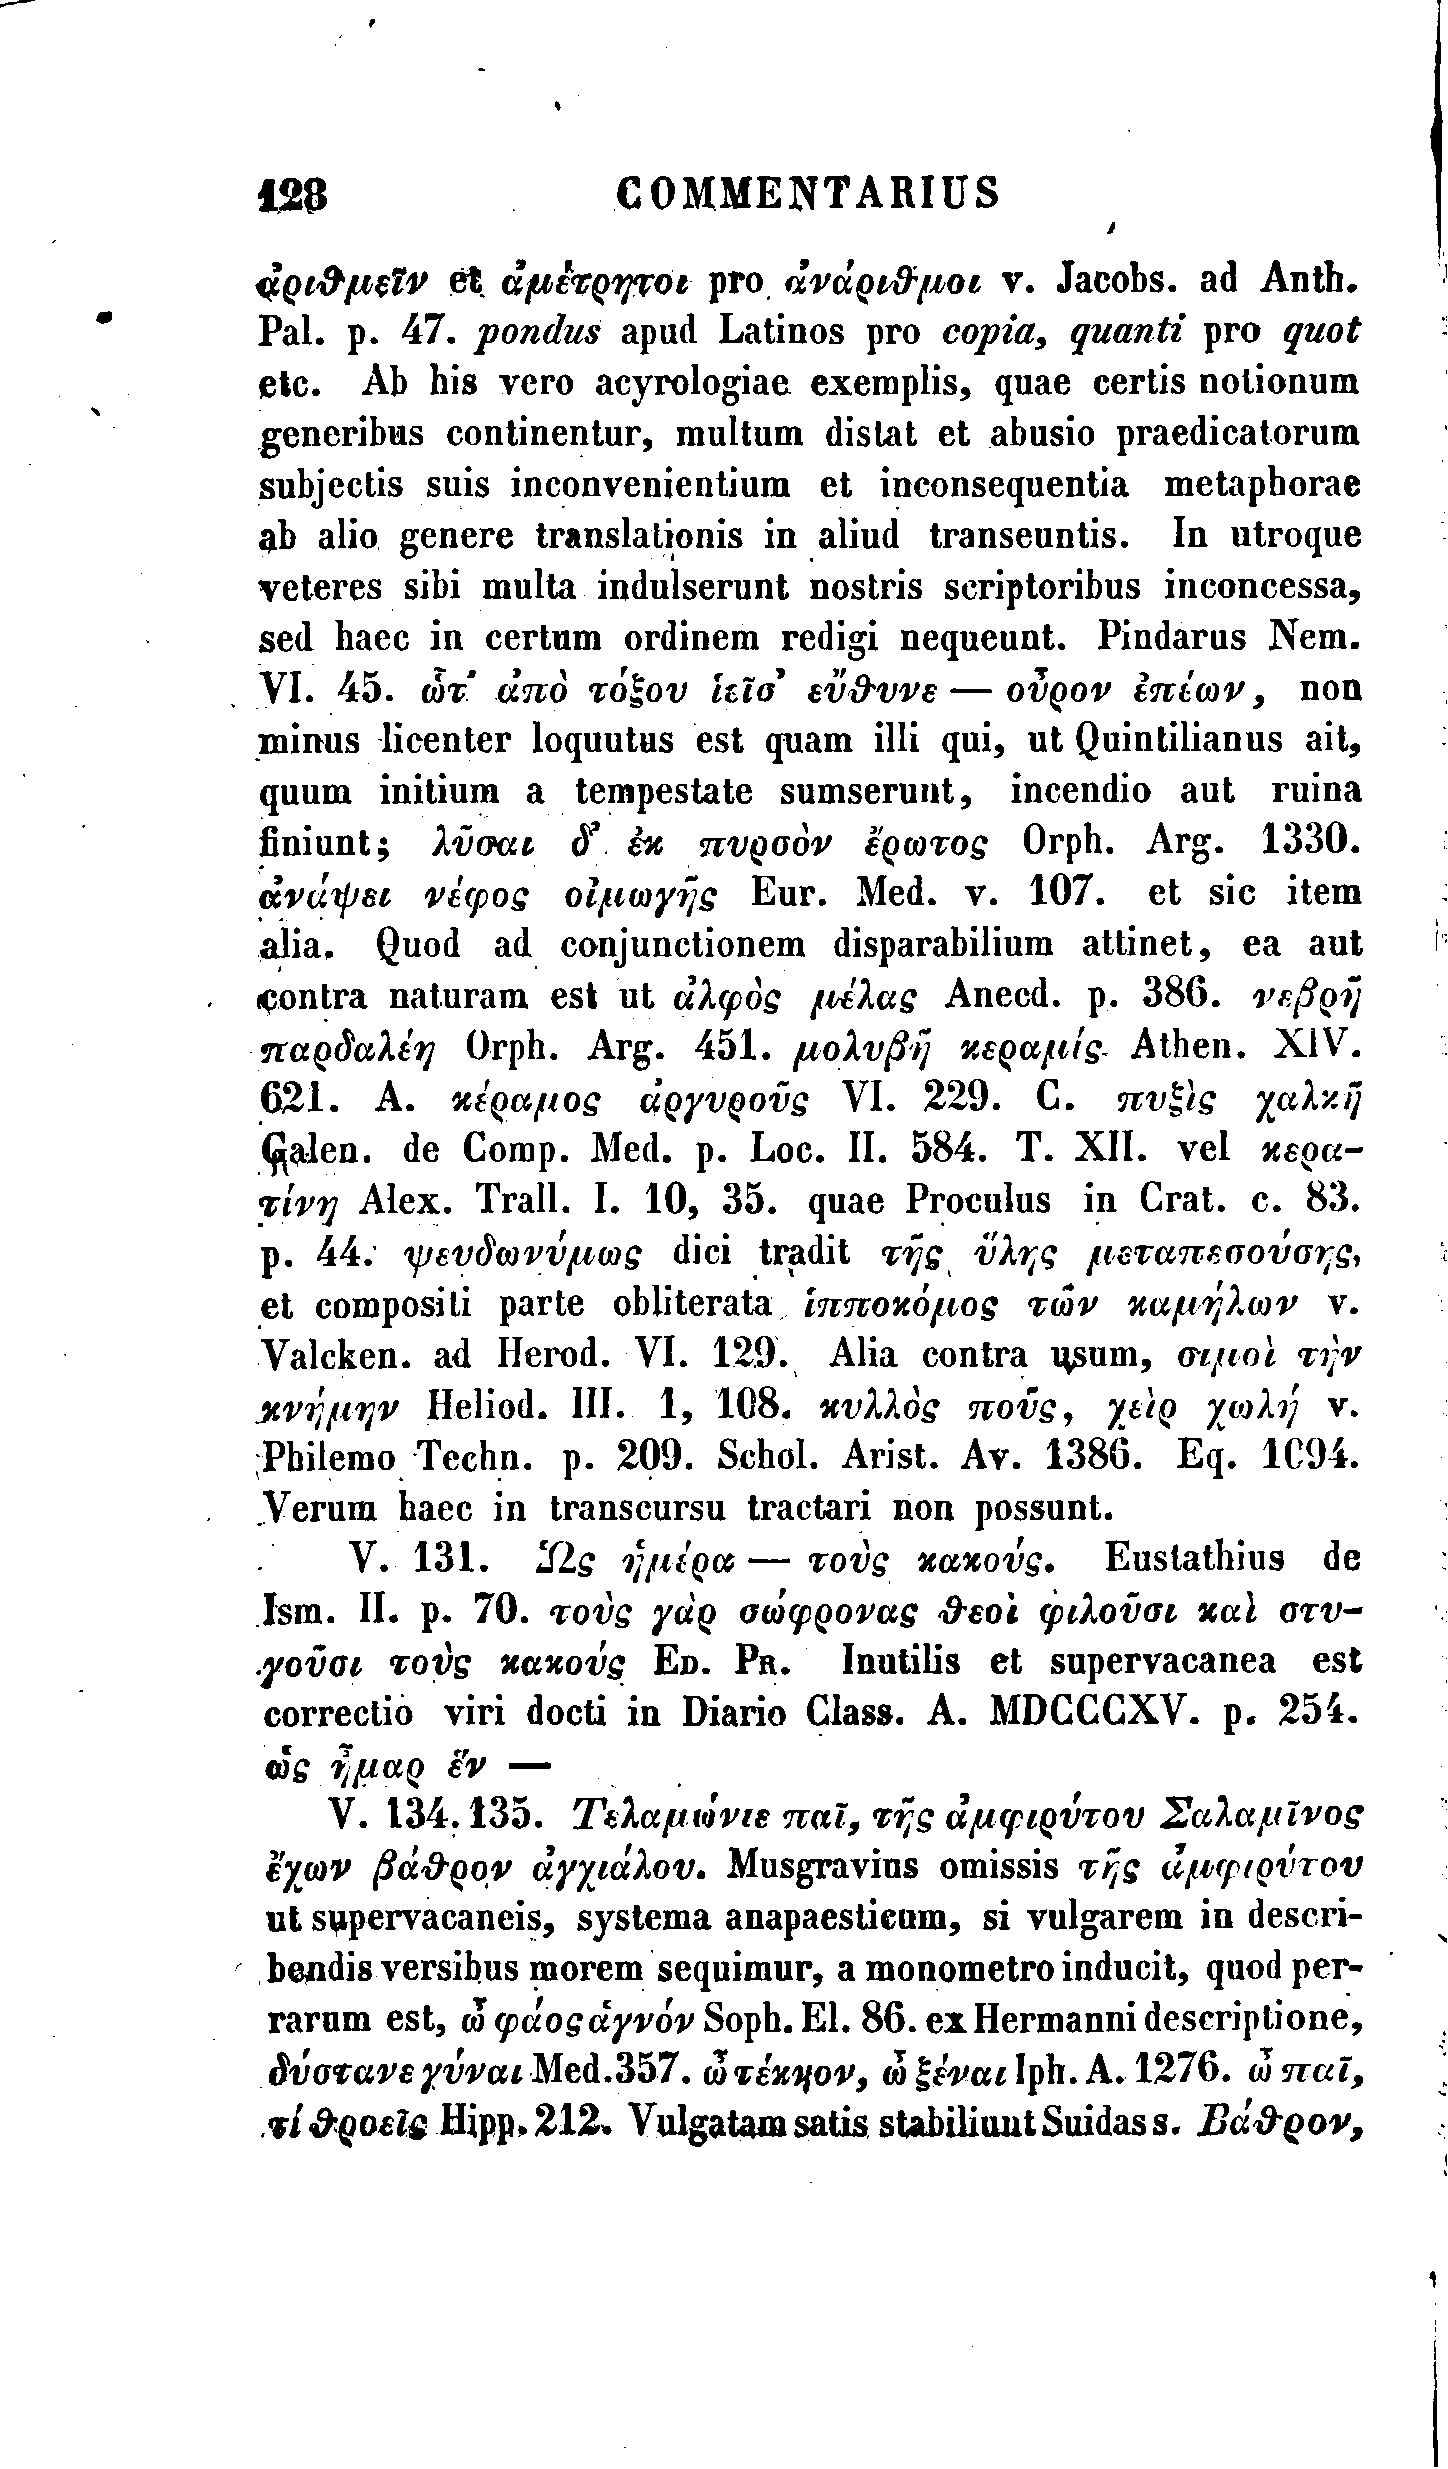 128 COMMENTARIUS
ἀριθμεῖν et ἀμέτρητοι pro ἀνάριθμοι v. Jacobs. ad Anth.
Pal. p. 47. pondus apud Latinos pro copia, quanti pro quot
etc. Ab his vero acyrologiae exemplis, quae certis notionum
generibus continentur, multum distat et abusio praedicatorum
subjectis suis inconvenientium et inconsequentia metaphorae
ab alio genere translationis in aliud transeuntis. In utroque
veteres sibi multa indulserunt nostris scriptoribus inconcessa,
sed haec in certum ordinem redigi nequeunt. Pindarus Nem.
VI. 45. ὦτ' ἀπὸ τόξου ἱεῖσ' εὔθυνε — οὖρον ἐπέων, non
minus licenter loquutus est quam illi qui, ut Quintilianus ait,
quum initium a tempestate sumserunt, incendio aut ruina
finiunt; λῦσαι δ' ἐκ πυρσὸν ἔρωτος Orph. Arg. 1330.
ἀνάψει νέφος οἰμωγῆς Eur. Med. v. 107. et sic item
alia. Quod ad conjunctionem disparabilium attinet, ea aut
contra naturam est ut ἀλφὸς μέλας Anecd. p. 386. νεβρῆ
παρδαλέη Orph. Arg. 451. μολυβῆ κεραμίς Athen. XIV.
621. A. κέραμος ἀργυροῦς VI. 229. C. πυξὶς χαλκῆ
Galen. de Comp. Med. p. Loc. II. 584. T. XII. vel κερα-
τίνη Alex. Trall. I. 10, 35. quae Proculus in Crat. c. 83.
p. 44. ψευδωνύμως dici tradit τῆς ὕλης μεταπεσούσης,
et compositi parte obliterata ἱπποκόμος τῶν καμήλων v.
Valcken. ad Herod. VI. 129. Alia contra usum, σιμοὶ τὴν
κνήμην Heliod. III. 1, 108. κυλλὸς ποῦς, χεὶρ χωλή v.
Philemo Techn. p. 209. Schol. Arist. Av. 1386. Eq. 1094.
Verum haec in transcursu tractari non possunt.
V. 131. Ὡς ἡμέρα — τοὺς κακούς. Eustathius de
Ism. II. p. 70. τοὺς γὰρ σώφρονας θεοὶ φιλοῦσι καὶ στυ-
γοῦσι τοὺς κακούς ED. PR. Inutilis et supervacanea est
correctio viri docti in Diario Class. A. MDCCCXV. p. 254.
ὡς ἦμαρ ἕν —
V. 134. 135. Τελαμώνιε παῖ, τῆς ἀμφιρύτου Σαλαμῖνος
ἔχων βάθρον ἀγχιάλου. Musgravius omissis τῆς ἀμφιρύτου
ut supervacaneis, systema anapaesticum, si vulgarem in descri-
bendis versibus morem sequimur, a monometro inducit, quod per-
rarum est, ὦ φάος ἁγνόν Soph. El. 86. ex Hermanni descriptione,
δύστανε γύναι Med. 357. ὦ τέκνον, ὦ ξέναι Iph. A. 1276. ὦ παῖ,
τί θροεῖς Hipp. 212. Vulgatam satis stabiliunt Suidas s. Βάθρον,